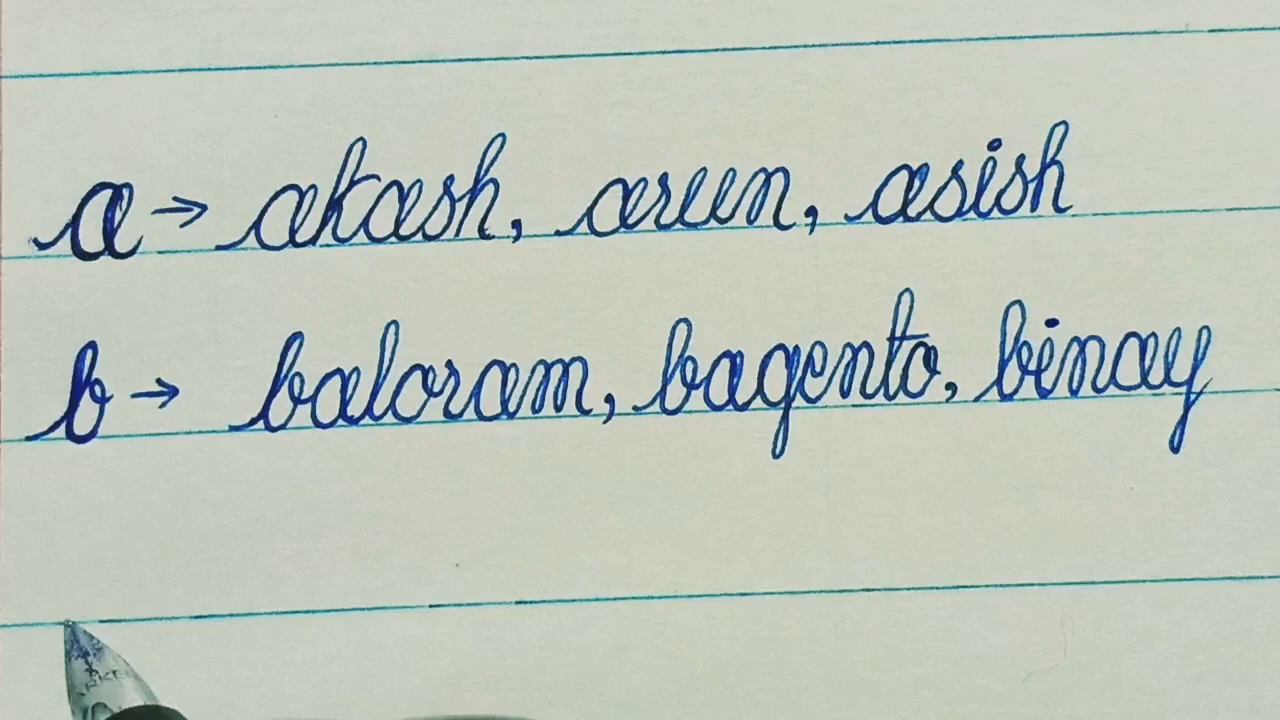 a → akash, arun, asish
b → baloram, bagento, binay